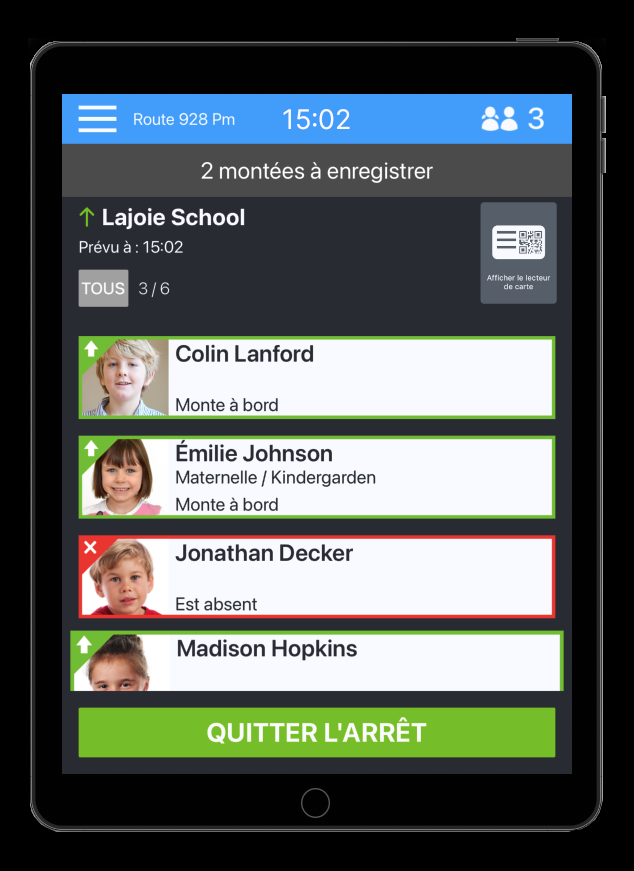 Route 928 Pm 15:02 3
2 montées à enregistrer
Lajoie School
Prévu à : 15:02
TOUS 3 / 6
Afficher le lecteur
de carte
Colin Lanford
Monte à bord
Émilie Johnson
Maternelle / Kindergarden
Monte à bord
Jonathan Decker
Est absent
Madison Hopkins
QUITTER L'ARRÊT